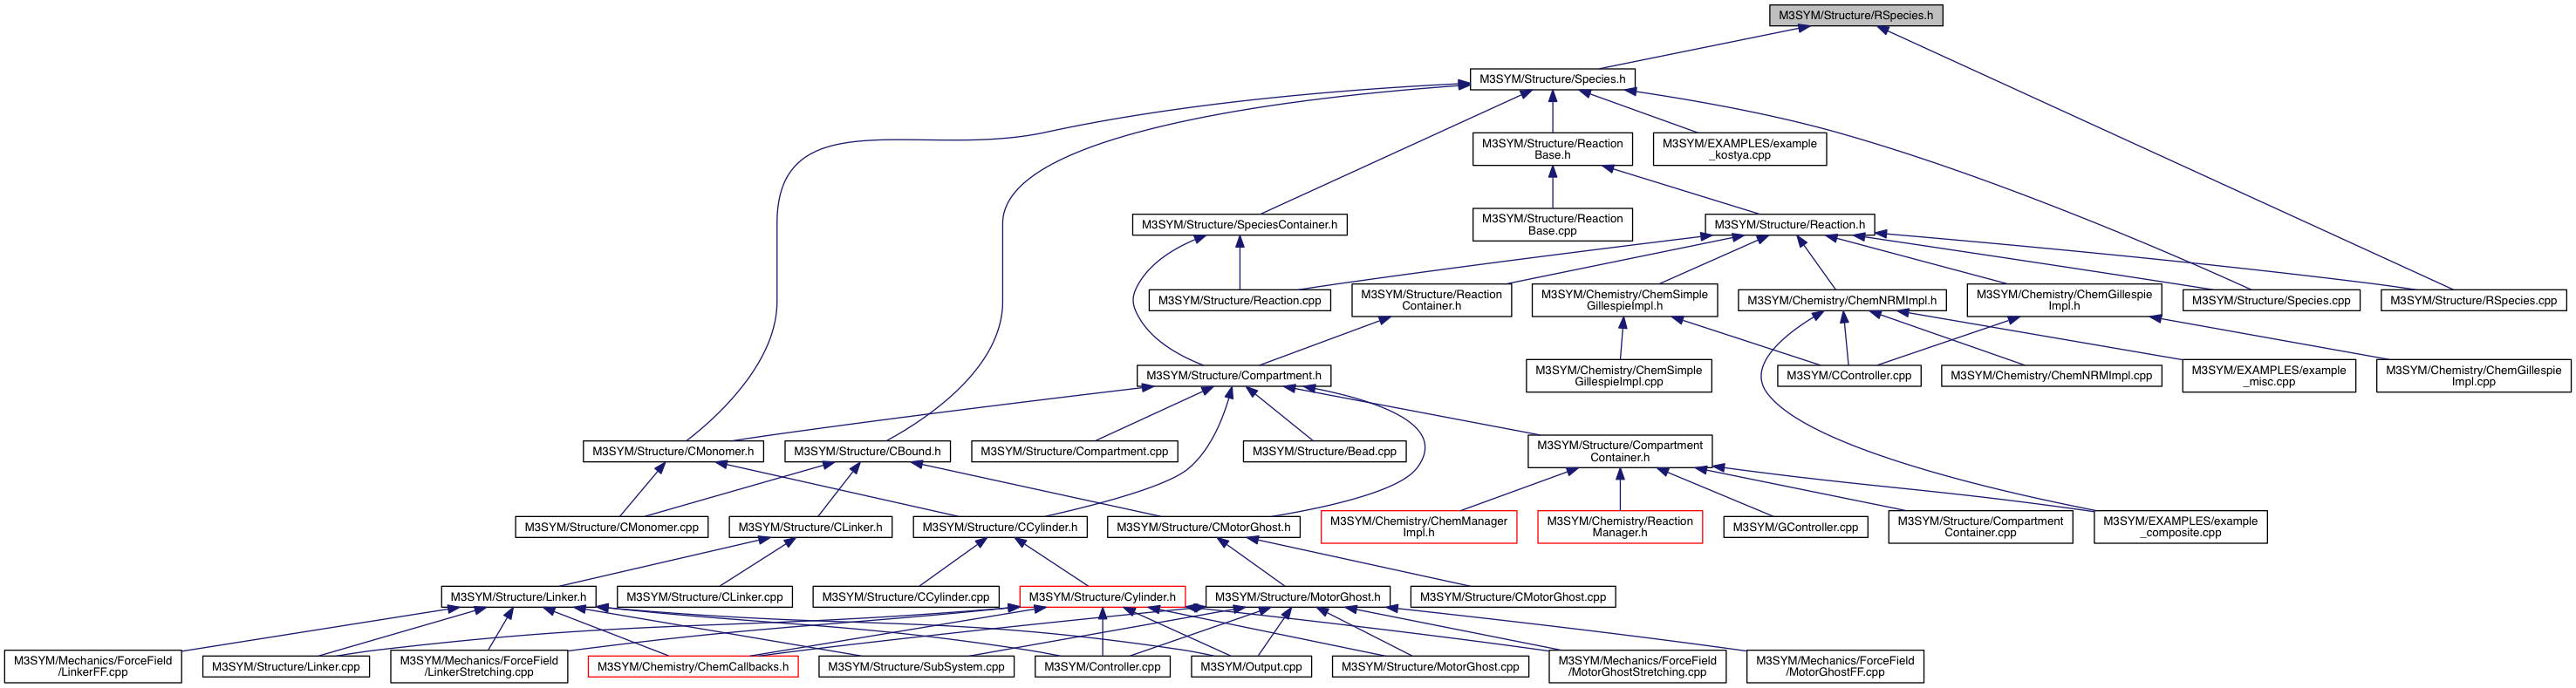 M3SYM/Structure/RSpecies.h
M3SYM/Structure/Species.h
M3SYM/Structure/Reaction
Base.h
M3SYM/EXAMPLES/example
_kostya.cpp
M3SYM/Structure/SpeciesContainer.h
M3SYM/Structure/Reaction
Base.cpp
M3SYM/Structure/Reaction.h
M3SYM/Structure/Reaction.cpp
M3SYM/Structure/Reaction
Container.h
M3SYM/Chemistry/ChemSimple
GillespieImpl.h
M3SYM/Chemistry/ChemNRMImpl.h
M3SYM/Chemistry/ChemGillespie
Impl.h
M3SYM/Structure/Species.cpp
M3SYM/Structure/RSpecies.cpp
M3SYM/Structure/Compartment.h
M3SYM/Chemistry/ChemSimple
GillespieImpl.cpp
M3SYM/CController.cpp
M3SYM/Chemistry/ChemNRMImpl.cpp
M3SYM/EXAMPLES/example
_misc.cpp
M3SYM/Chemistry/ChemGillespie
Impl.cpp
M3SYM/Structure/CMonomer.h
M3SYM/Structure/CBound.h
M3SYM/Structure/Compartment.cpp
M3SYM/Structure/Bead.cpp
M3SYM/Structure/Compartment
Container.h
M3SYM/Structure/CMonomer.cpp
M3SYM/Structure/CLinker.h
M3SYM/Structure/CCylinder.h
M3SYM/Structure/CMotorGhost.h
M3SYM/Chemistry/ChemManager
Impl.h
M3SYM/Chemistry/Reaction
Manager.h
M3SYM/GController.cpp
M3SYM/Structure/Compartment
Container.cpp
M3SYM/EXAMPLES/example
_composite.cpp
M3SYM/Structure/Linker.h
M3SYM/Structure/CLinker.cpp
M3SYM/Structure/CCylinder.cpp
M3SYM/Structure/Cylinder.h
M3SYM/Structure/MotorGhost.h
M3SYM/Structure/CMotorGhost.cpp
M3SYM/Mechanics/ForceField
/LinkerFF.cpp
M3SYM/Structure/Linker.cpp
M3SYM/Mechanics/ForceField
/LinkerStretching.cpp
M3SYM/Chemistry/ChemCallbacks.h
M3SYM/Structure/SubSystem.cpp
M3SYM/Controller.cpp
M3SYM/Output.cpp
M3SYM/Structure/MotorGhost.cpp
M3SYM/Mechanics/ForceField
/MotorGhostStretching.cpp
M3SYM/Mechanics/ForceField
/MotorGhostFF.cpp